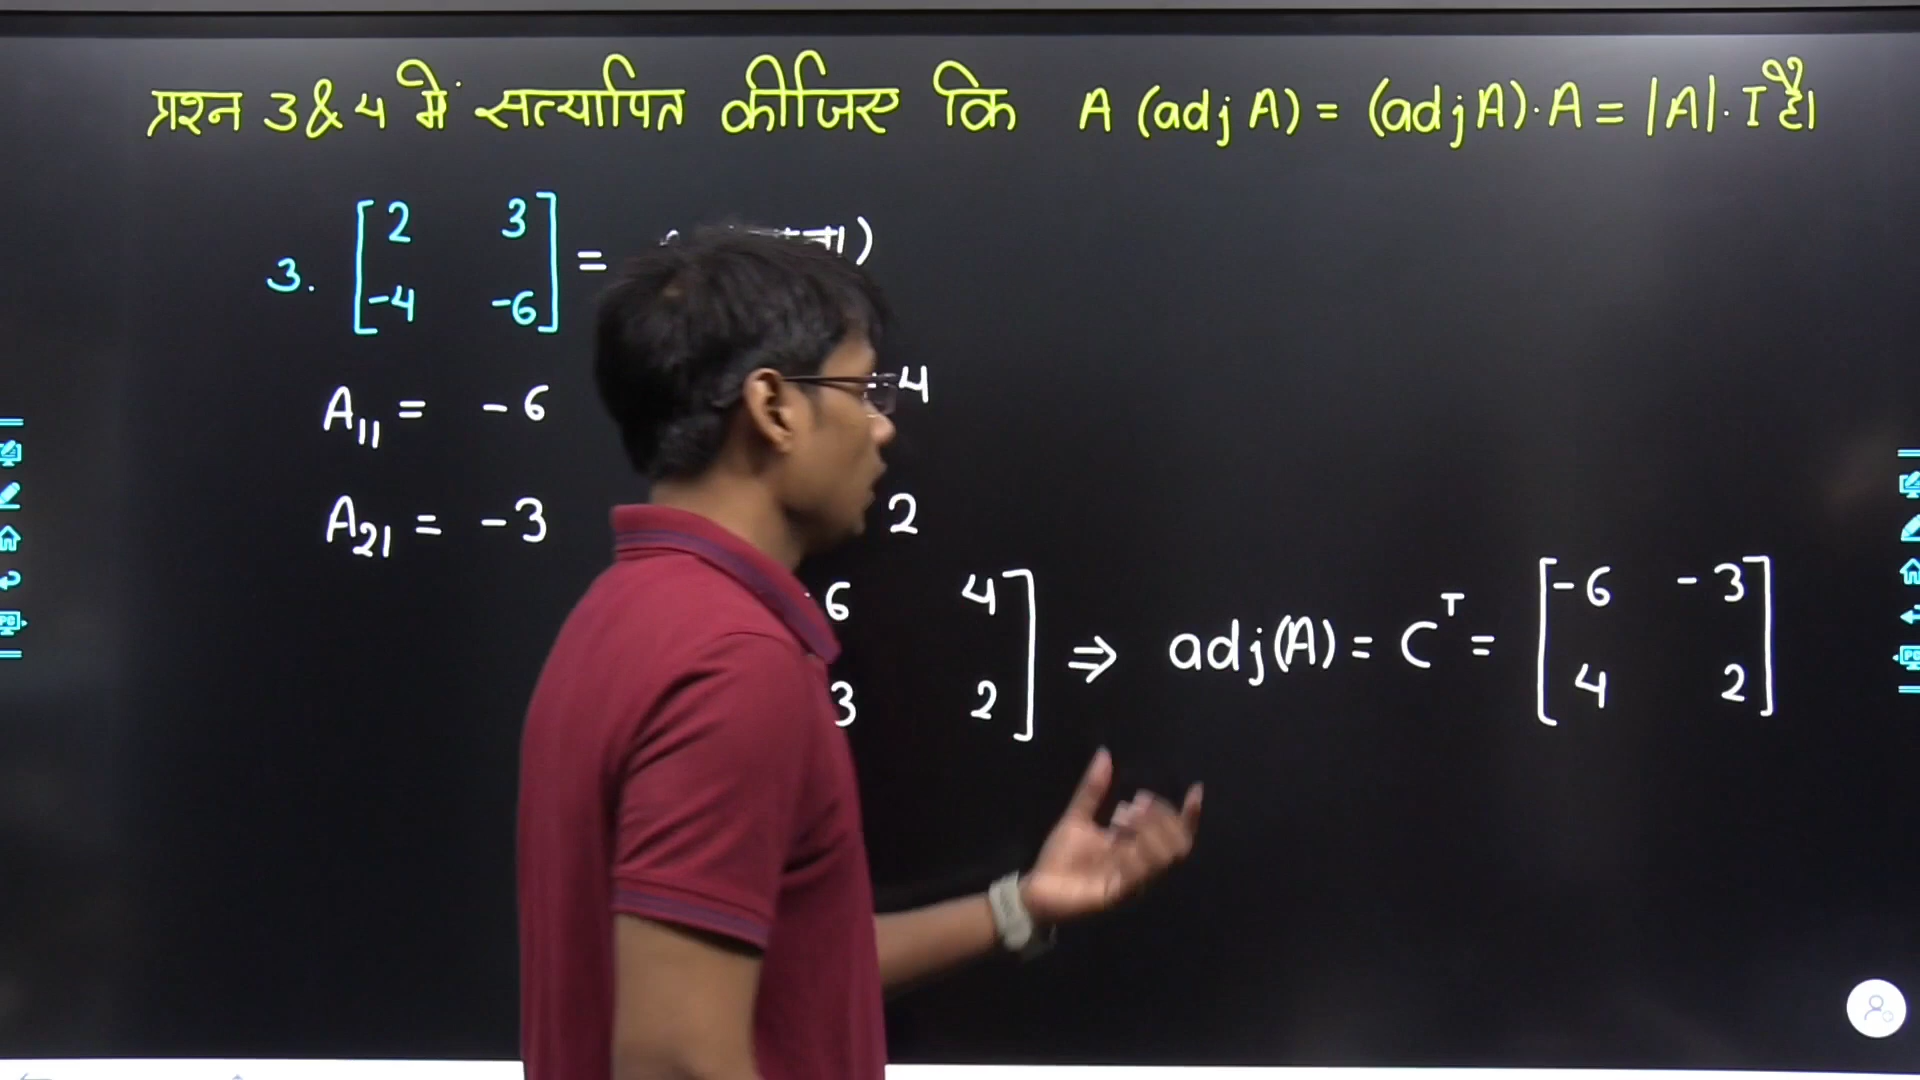 प्रश्न 3&4 में सत्यापित कीजिए कि A (adj A) = (adj A)·A = |A|·I है।
3. [2 3
-4 -6] =
A11 = -6 4
A21 = -3 2
6 4
3 2] ⇒ adj(A) = C^T = [-6 -3
4 2]